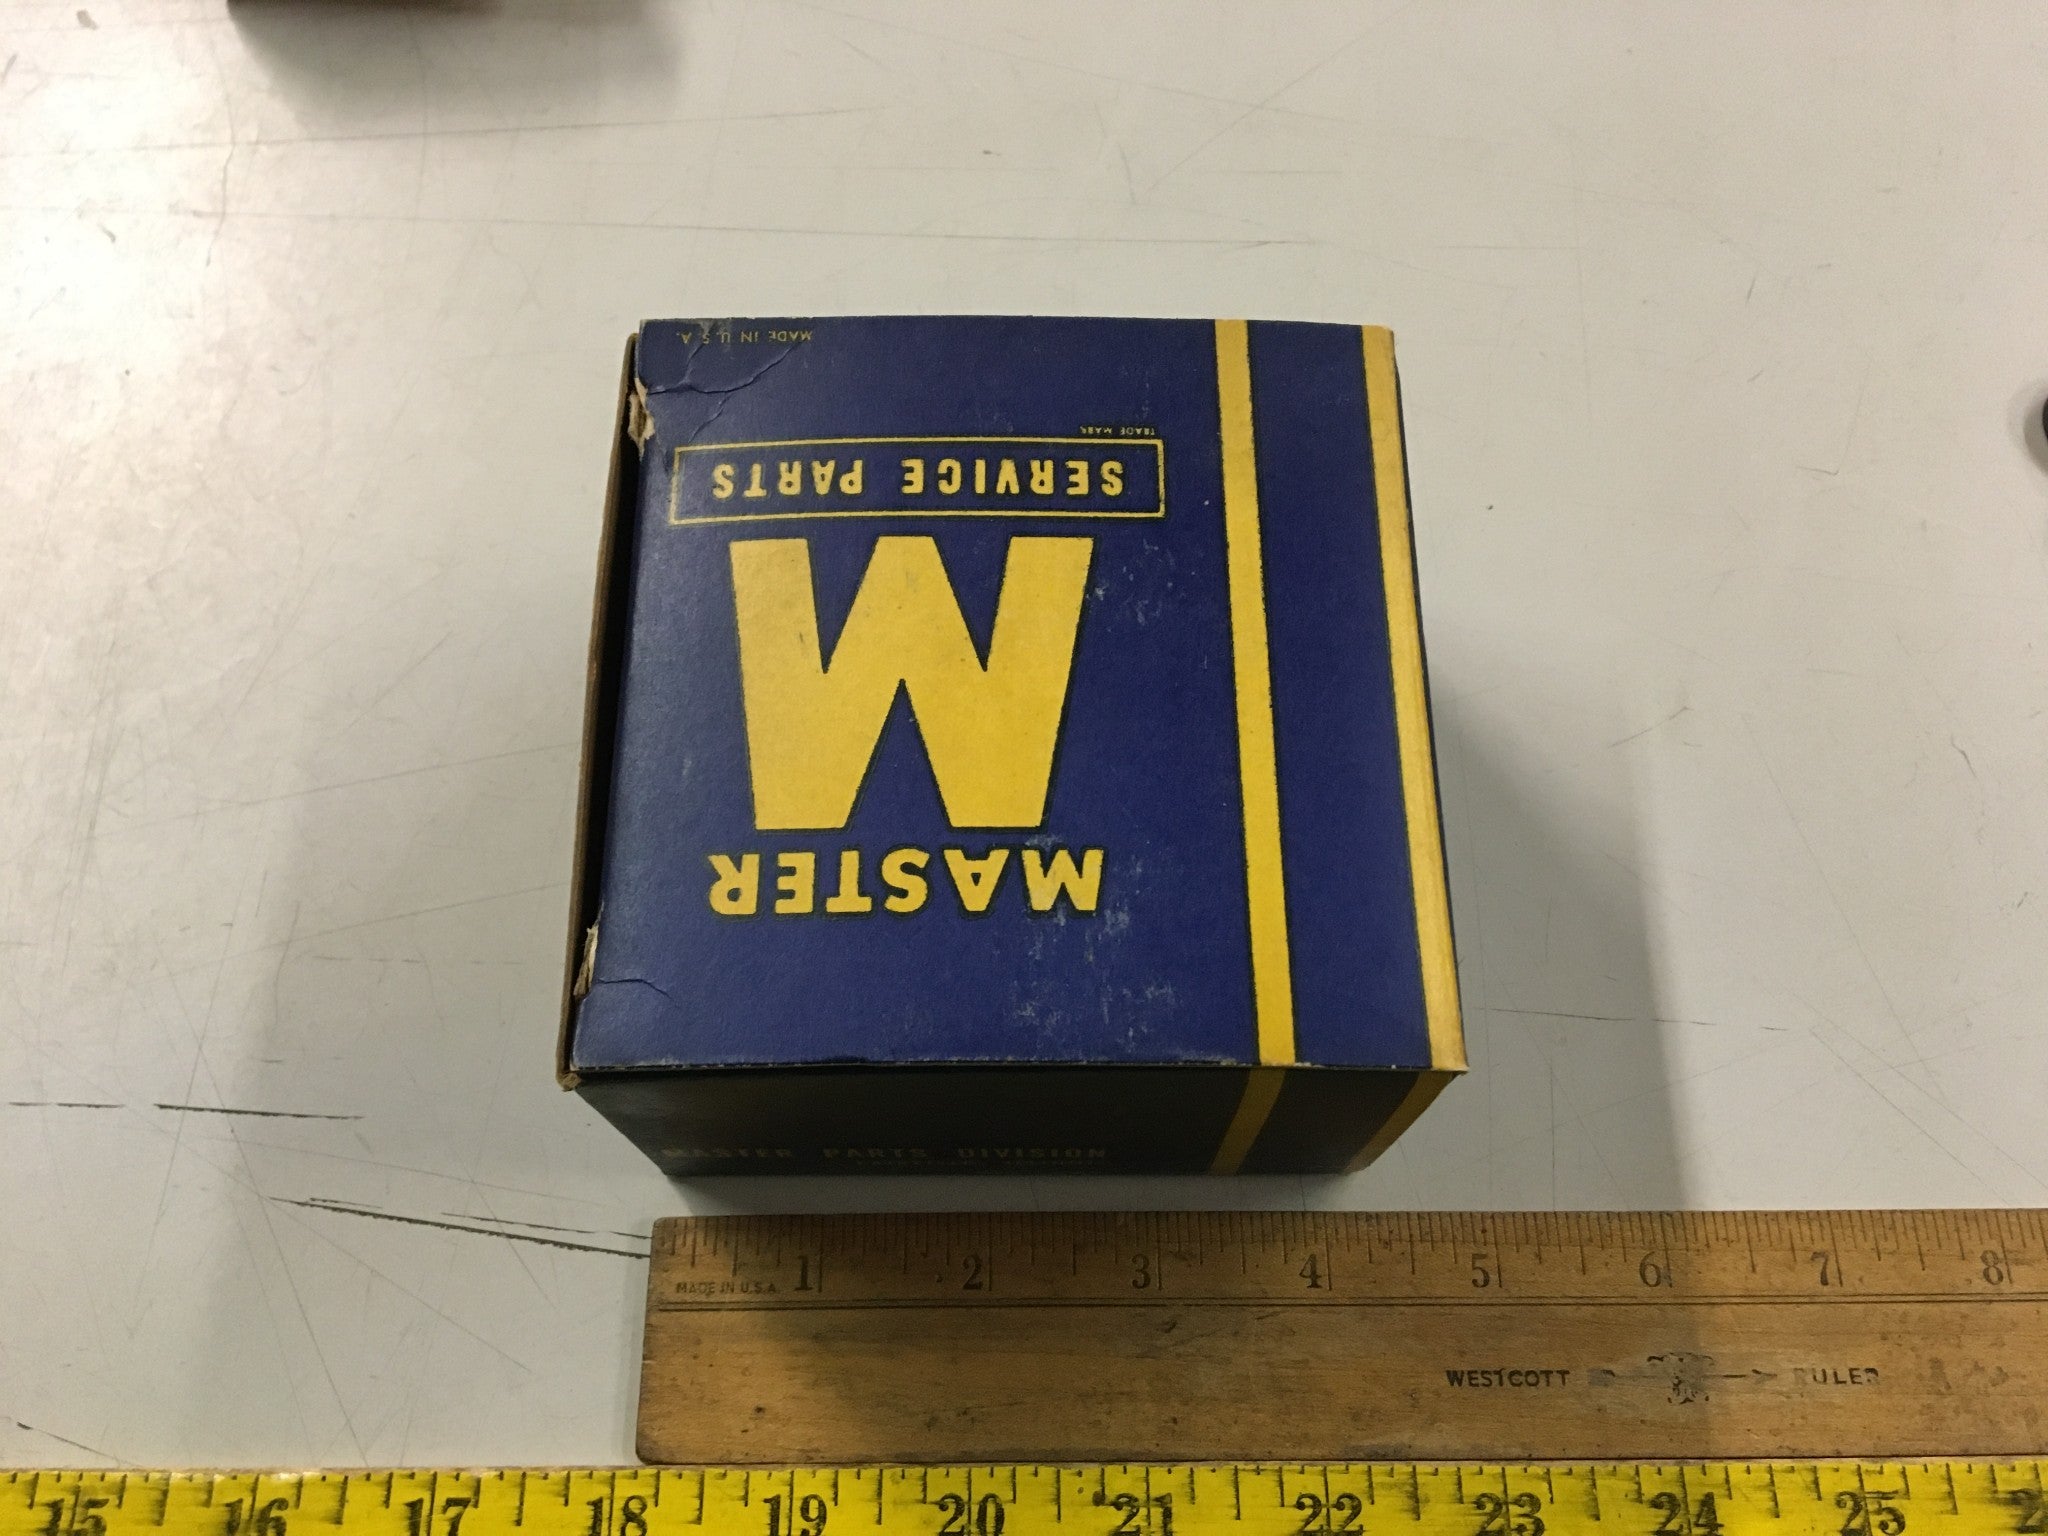 MASTER
M
SERVICE PARTS
TRADE MARK
MADE IN U.S.A.
MASTER PARTS DIVISION
1 2 3 4 5 6 7 8
MADE IN U.S.A.
WESTCOTT RULER
15 16 17 18 19 20 21 22 23 24 25